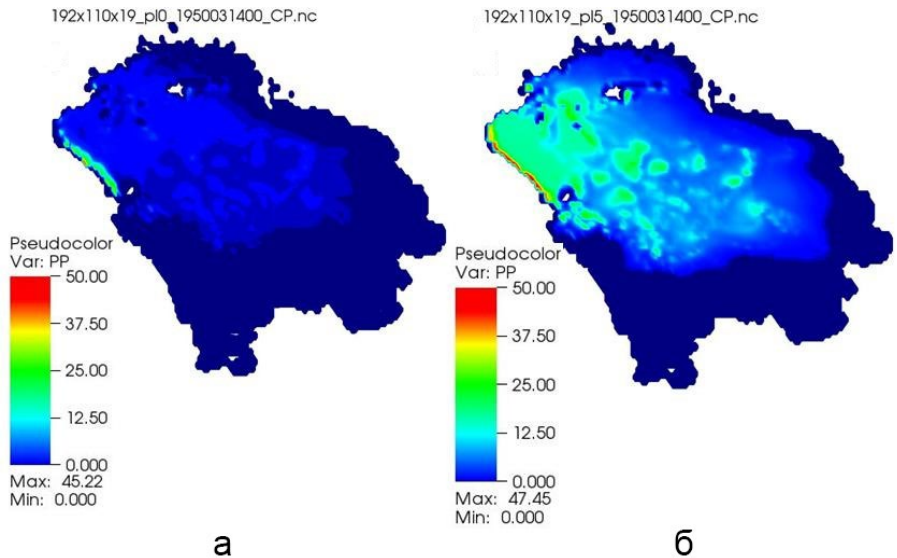 192x110x19_pl0_1950031400_CP.nc
Pseudocolor
Var: PP
50.00
37.50
25.00
12.50
0.000
Max: 45.22
Min: 0.000
а
192x110x19_pl5_1950031400_CP.nc
Pseudocolor
Var: PP
50.00
37.50
25.00
12.50
0.000
Max: 47.45
Min: 0.000
б